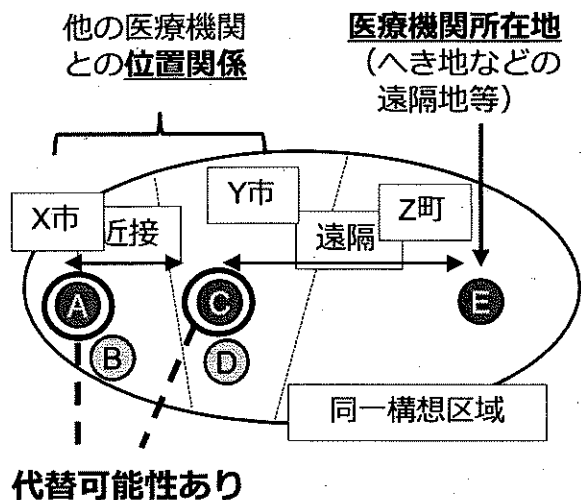 他の医療機関
との位置関係
医療機関所在地
（へき地などの
遠隔地等）
X市
近接
Y市
遠隔
Z町
A
B
C
D
E
同一構想区域
代替可能性あり